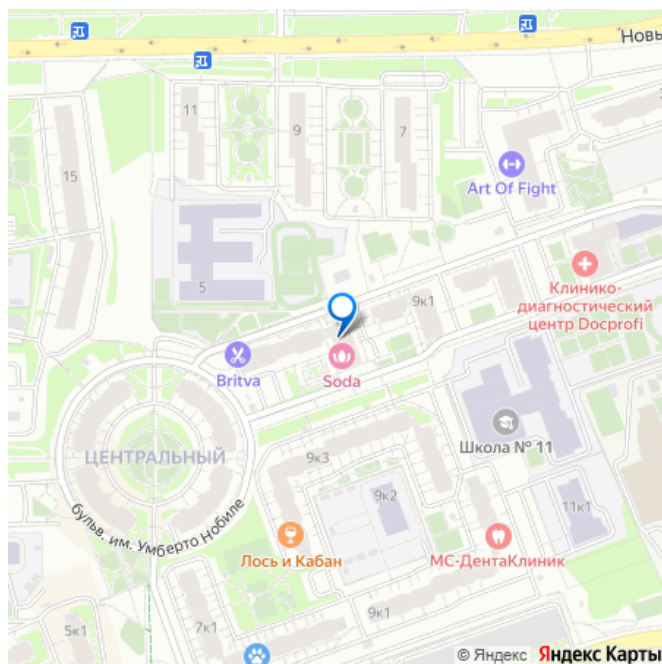 Новы
11
9
7
Art Of Fight
15
5
9к1
Клинико-
диагностический
центр Docprofi
Britva
Soda
ЦЕНТРАЛЬНЫЙ
9к3
Школа № 11
9к2
бульв. им. Умберто Нобиле
11к1
Лось и Кабан
МС-ДентаКлиник
7к1
9к1
5к1
© Яндекс Яндекс Карты